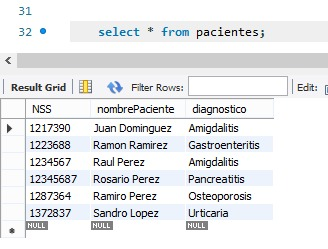 31
32 select * from pacientes;
Result Grid Filter Rows: Edit:
NSS nombrePaciente diagnostico
1217390 Juan Dominguez Amigdalitis
1223688 Ramon Ramirez Gastroenteritis
1234567 Raul Perez Amigdalitis
12345687 Rosario Perez Pancreatitis
1287364 Ramiro Perez Osteoporosis
1372837 Sandro Lopez Urticaria
NULL NULL NULL